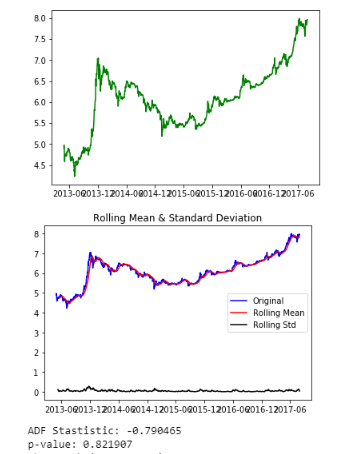 8.0
7.5
7.0
6.5
6.0
5.5
5.0
4.5
2013-06 2013-12 2014-06 2014-12 2015-06 2015-12 2016-06 2016-12 2017-06
Rolling Mean & Standard Deviation
8
7
6
5
4
3
2
1
0
Original
Rolling Mean
Rolling Std
2013-06 2013-12 2014-06 2014-12 2015-06 2015-12 2016-06 2016-12 2017-06
ADF Stastistic: -0.790465
p-value: 0.821907